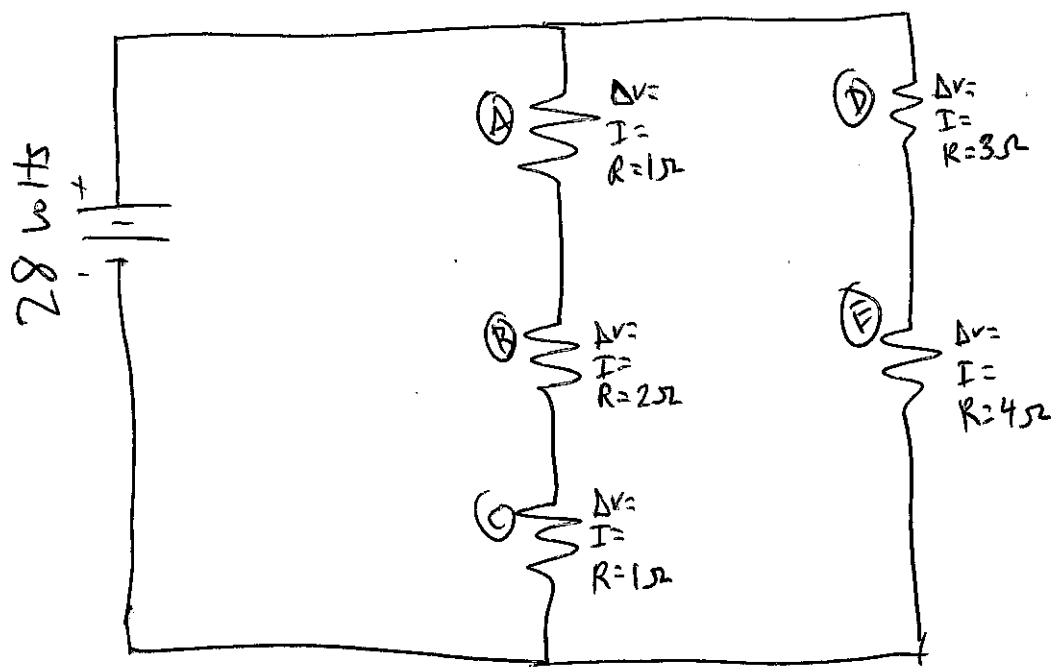 28 volts
+
-
-
A
ΔV=
I=
R=1Ω
B
ΔV=
I=
R=2Ω
C
ΔV=
I=
R=1Ω
D
ΔV=
I=
R=3Ω
E
ΔV=
I=
R=4Ω